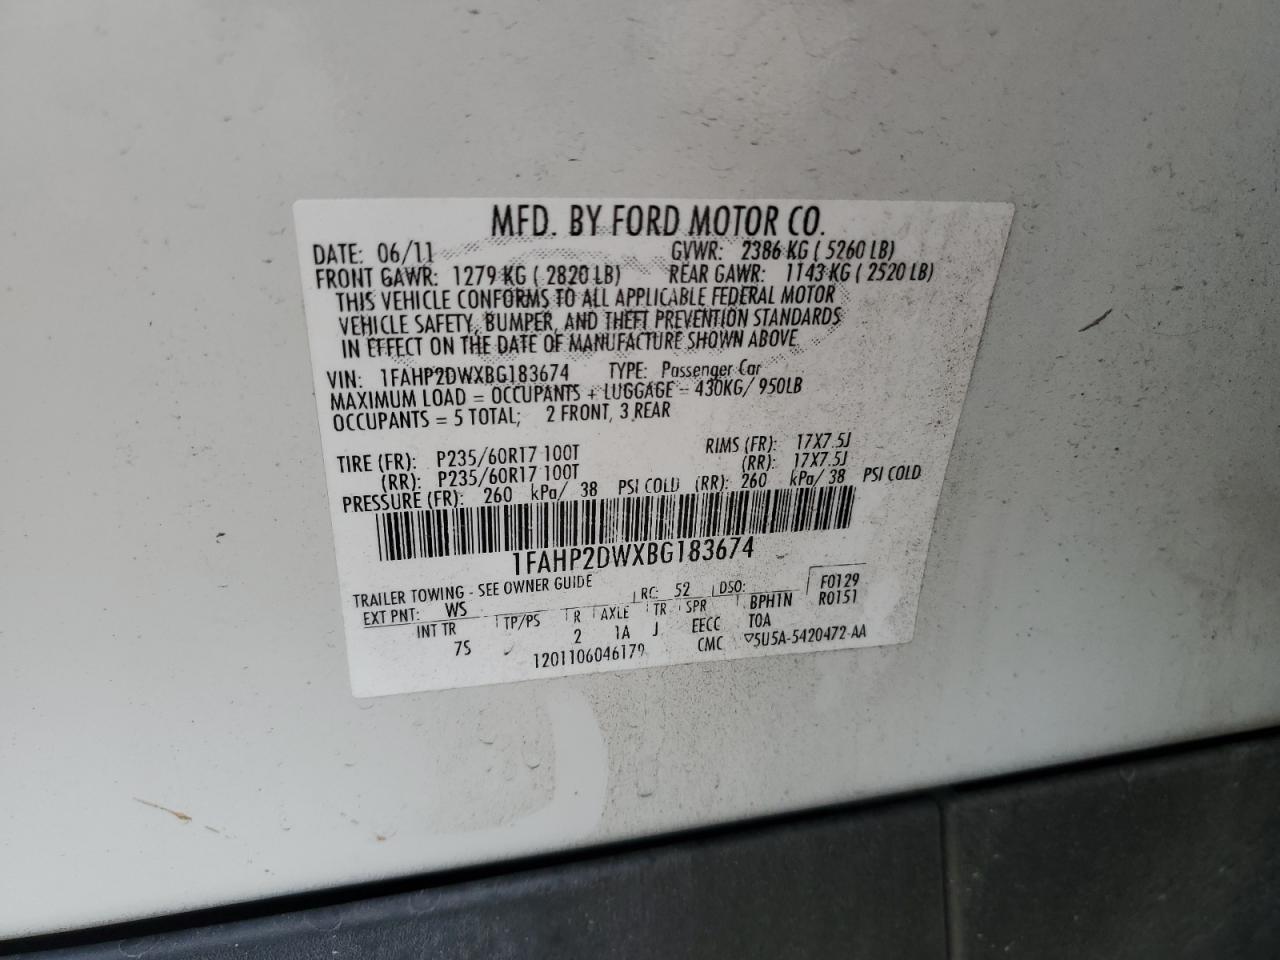 MFD. BY FORD MOTOR CO.
DATE: 06/11 GVWR: 2386 KG ( 5260 LB)
FRONT GAWR: 1279 KG ( 2820 LB) REAR GAWR: 1143 KG ( 2520 LB)
THIS VEHICLE CONFORMS TO ALL APPLICABLE FEDERAL MOTOR
VEHICLE SAFETY, BUMPER, AND THEFT PREVENTION STANDARDS
IN EFFECT ON THE DATE OF MANUFACTURE SHOWN ABOVE
VIN: 1FAHP2DWXBG183674 TYPE: Passenger Car
MAXIMUM LOAD = OCCUPANTS + LUGGAGE = 430KG/ 950LB
OCCUPANTS = 5 TOTAL; 2 FRONT, 3 REAR
TIRE (FR): P235/60R17 100T RIMS (FR): 17X7.5J
(RR): P235/60R17 100T (RR): 17X7.5J
PRESSURE (FR): 260 kPa/ 38 PSI COLD (RR): 260 kPa/ 38 PSI COLD
1FAHP2DWXBG183674
TRAILER TOWING - SEE OWNER GUIDE
EXT PNT: WS RC: 52 DSO: F0129
INT TR TP/PS R AXLE TR SPR BPH1N R0151
7S 2 1A J EECC TOA
1201106046179 CMC ▽5U5A-5420472-AA